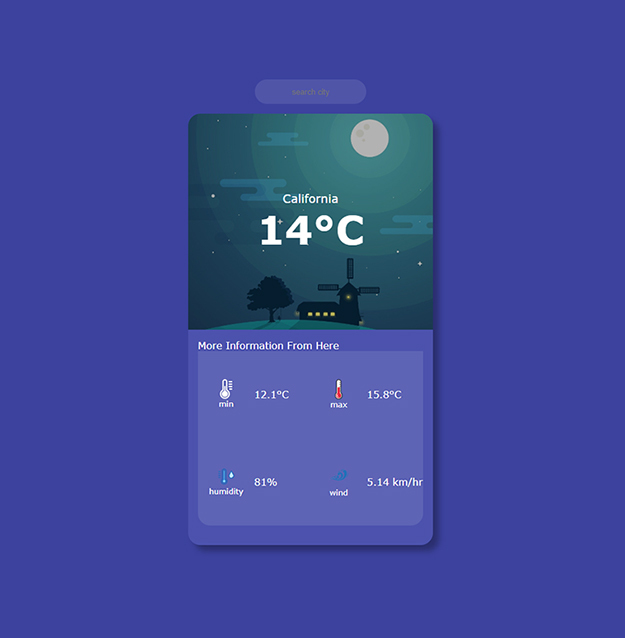 search city
California
14°C
More Information From Here
12.1°C
min
15.8°C
max
81%
humidity
5.14 km/hr
wind